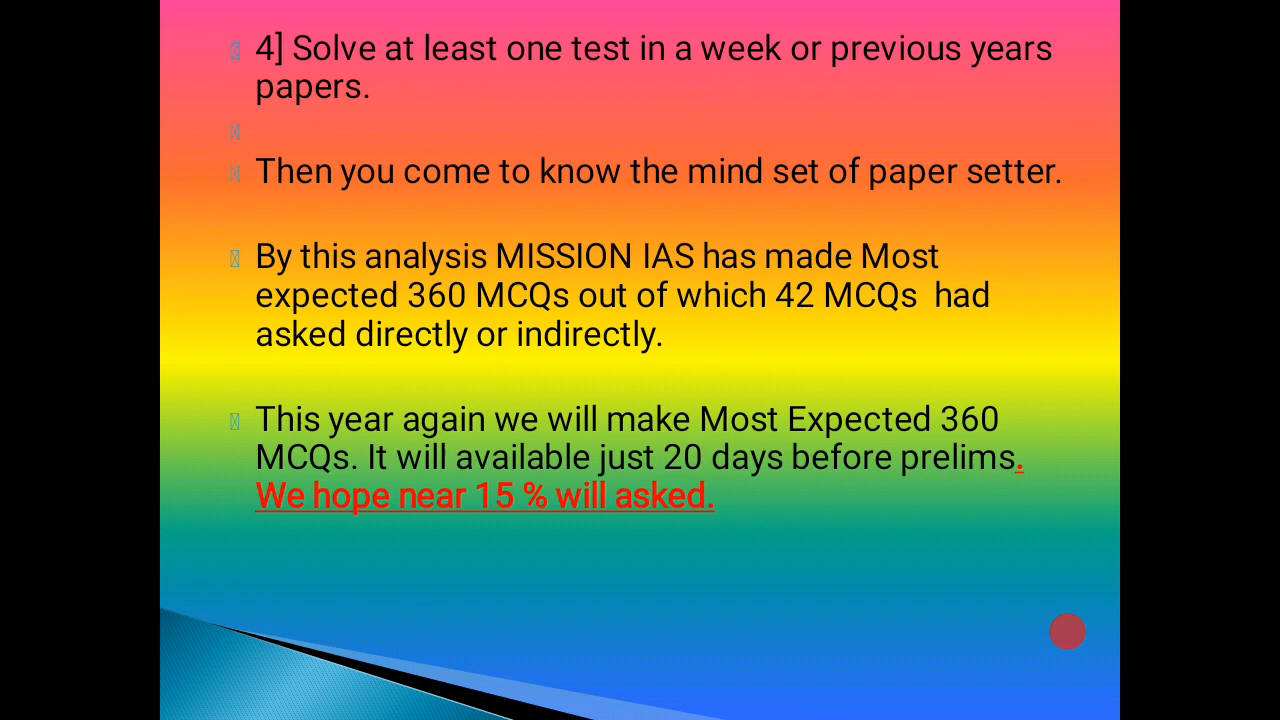 4] Solve at least one test in a week or previous years
papers.
Then you come to know the mind set of paper setter.
By this analysis MISSION IAS has made Most
expected 360 MCQs out of which 42 MCQs  had
asked directly or indirectly.
This year again we will make Most Expected 360
MCQs. It will available just 20 days before prelims.
We hope near 15 % will asked.